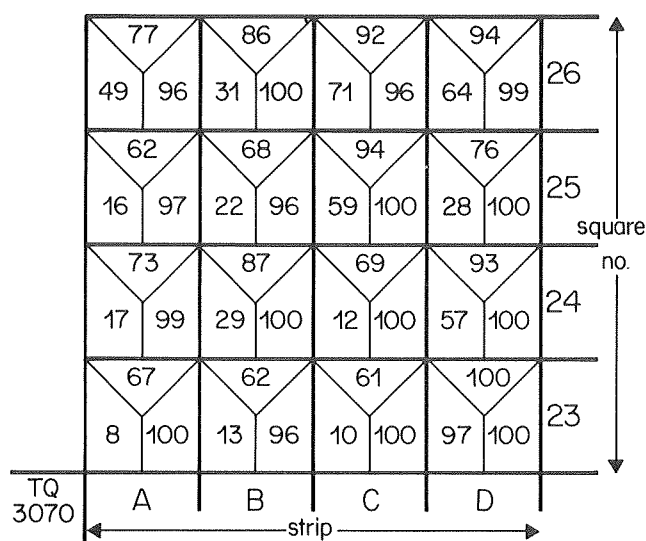 77 86 92 94
49 96 31 100 71 96 64 99 26
62 68 94 76
16 97 22 96 59 100 28 100 25
square
73 87 69 93 no.
17 99 29 100 12 100 57 100 24
67 62 61 100
8 100 13 96 10 100 97 100 23
TQ
3070 A B C D
strip